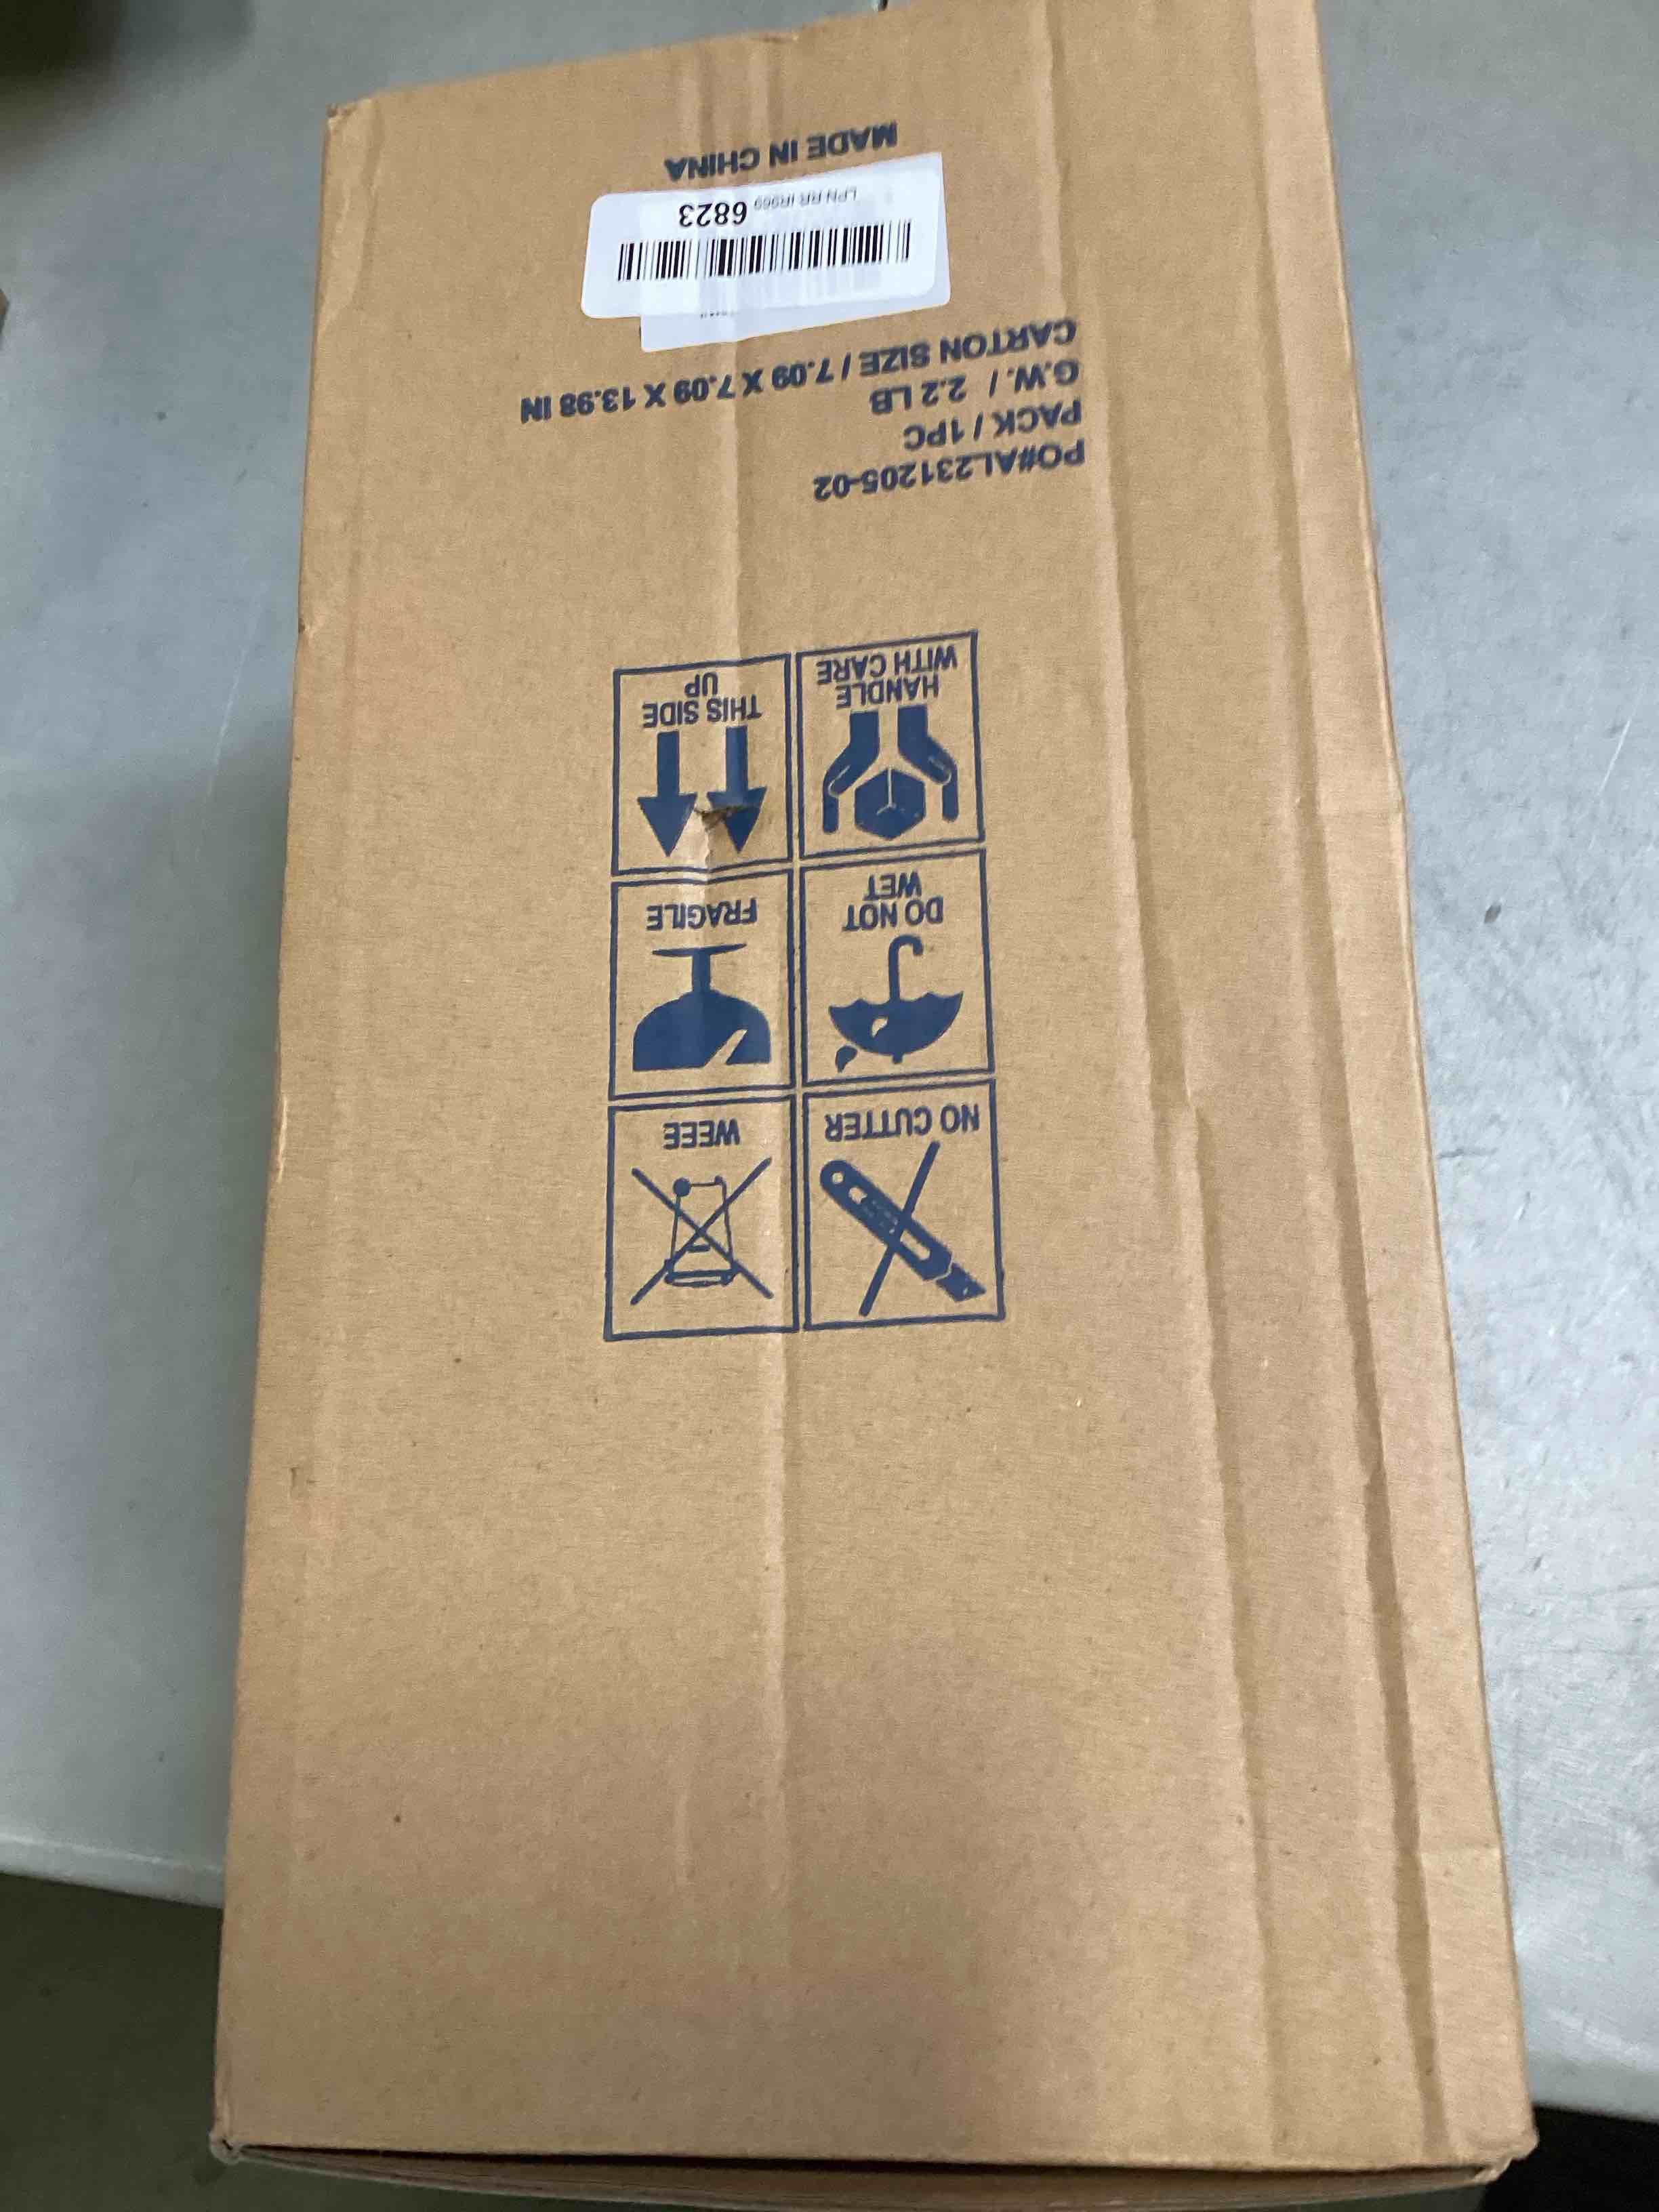 NO CUTTER
WEEE
DO NOT
WET
FRAGILE
HANDLE
WITH CARE
THIS SIDE
UP
PO#AL231205-02
PACK / 1PC
G.W. / 2.2 LB
CARTON SIZE / 7.09 X 7.09 X 13.98 IN
LPN RR IR969 6823
MADE IN CHINA